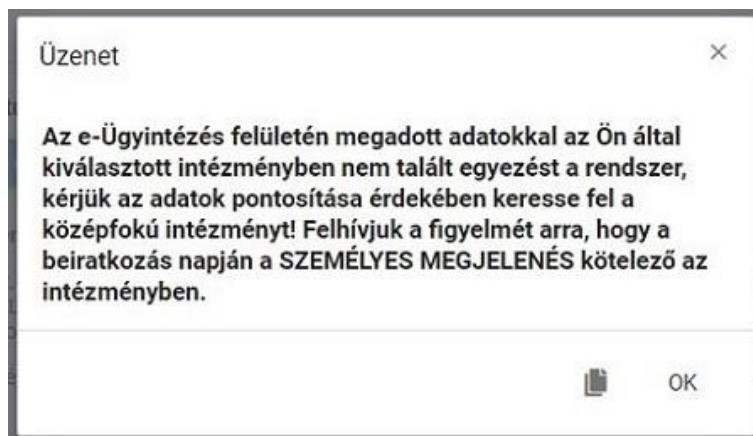 Üzenet
Az e-Ügyintézés felületén megadott adatokkal az Ön által
kiválasztott intézményben nem talált egyezést a rendszer,
kérjük az adatok pontosítása érdekében keresse fel a
középfokú intézményt! Felhívjuk a figyelmét arra, hogy a
beiratkozás napján a SZEMÉLYES MEGJELENÉS kötelező az
intézményben.
OK